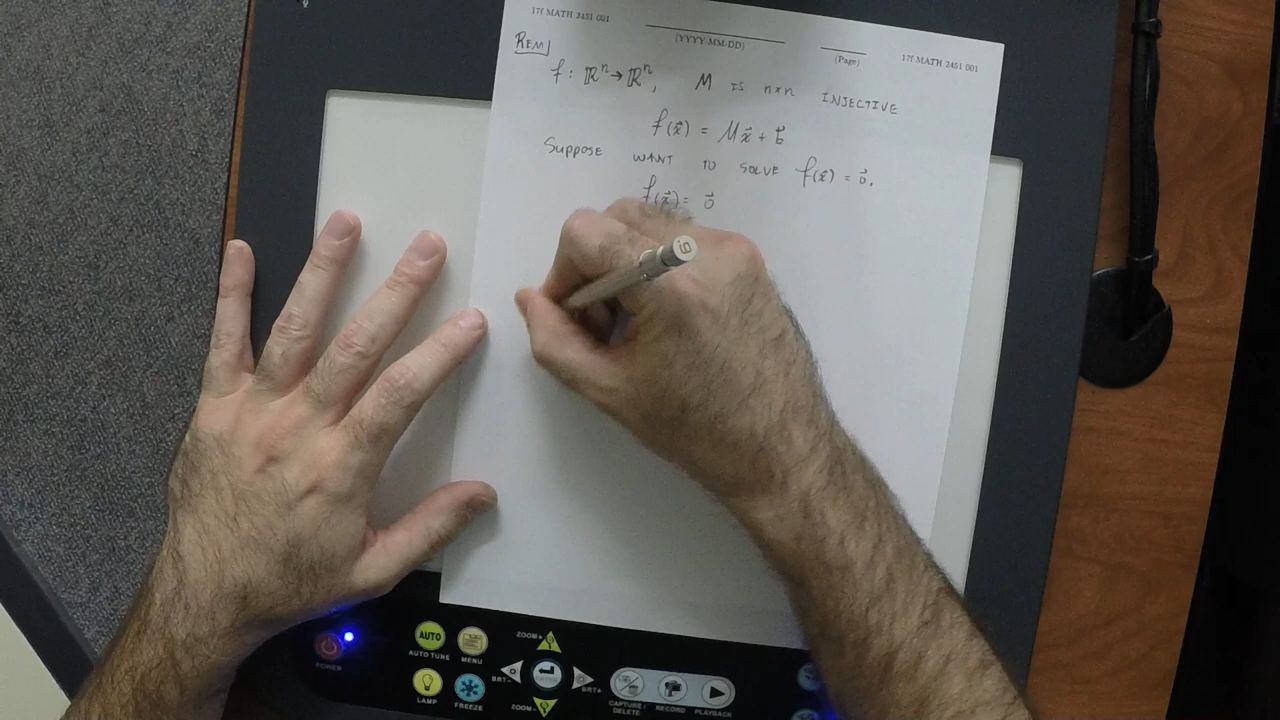 17f MATH 2451 001
(YYYY-MM-DD)
(Page)
17f MATH 2451 001
REM
f : ℝⁿ → ℝⁿ, M IS n×n INJECTIVE
f(x⃗) = Mx⃗ + b⃗
SUPPOSE WANT TO SOLVE f(x⃗) = 0⃗.
f(x⃗) = 0⃗
.9
POWER
AUTO
AUTO TUNE
MENU
LAMP
FREEZE
ZOOM+
BRT-
BRT+
ZOOM-
CAPTURE / DELETE
RECORD
PLAYBACK